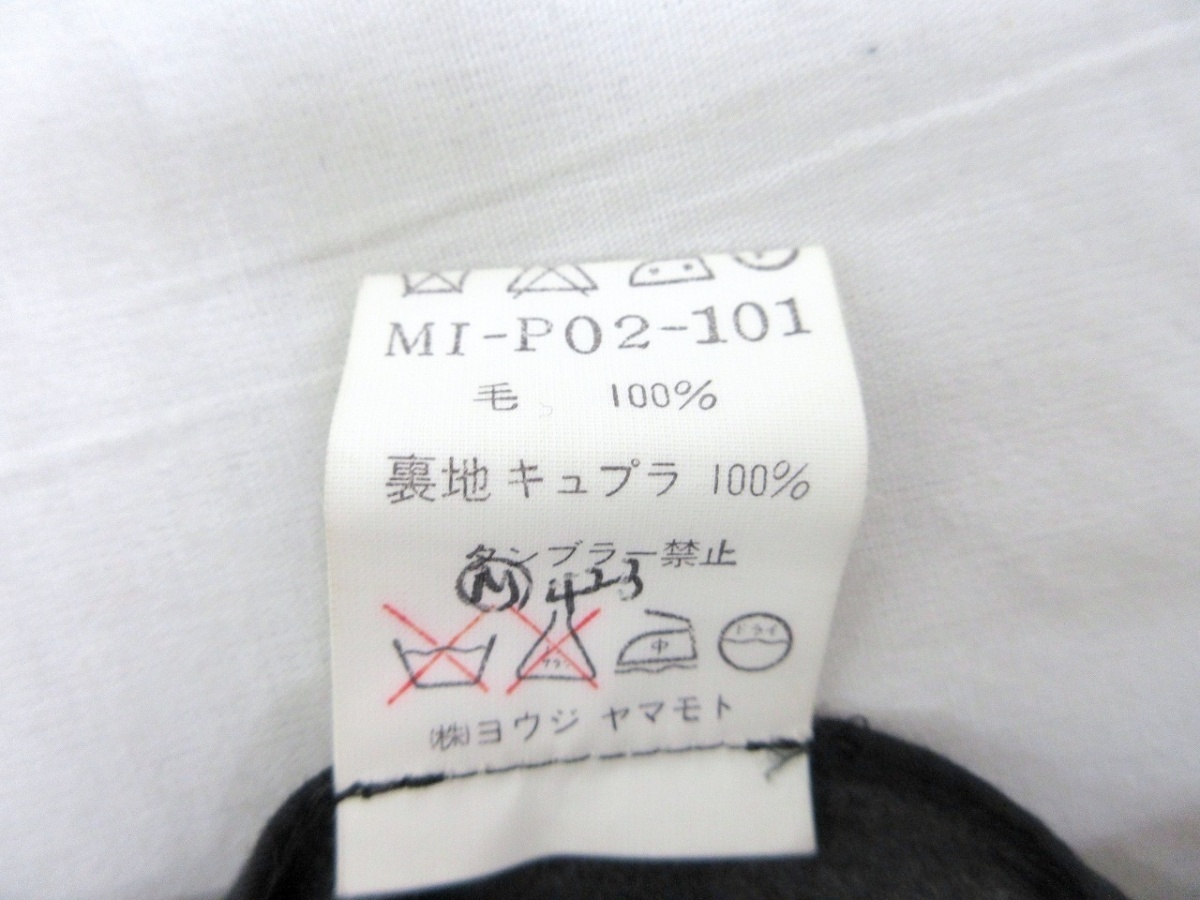 MI-P02-101
毛 100%
裏地 キュプラ 100%
タンブラー禁止
M 423
中 ドライ
㈱ヨウジ ヤマモト